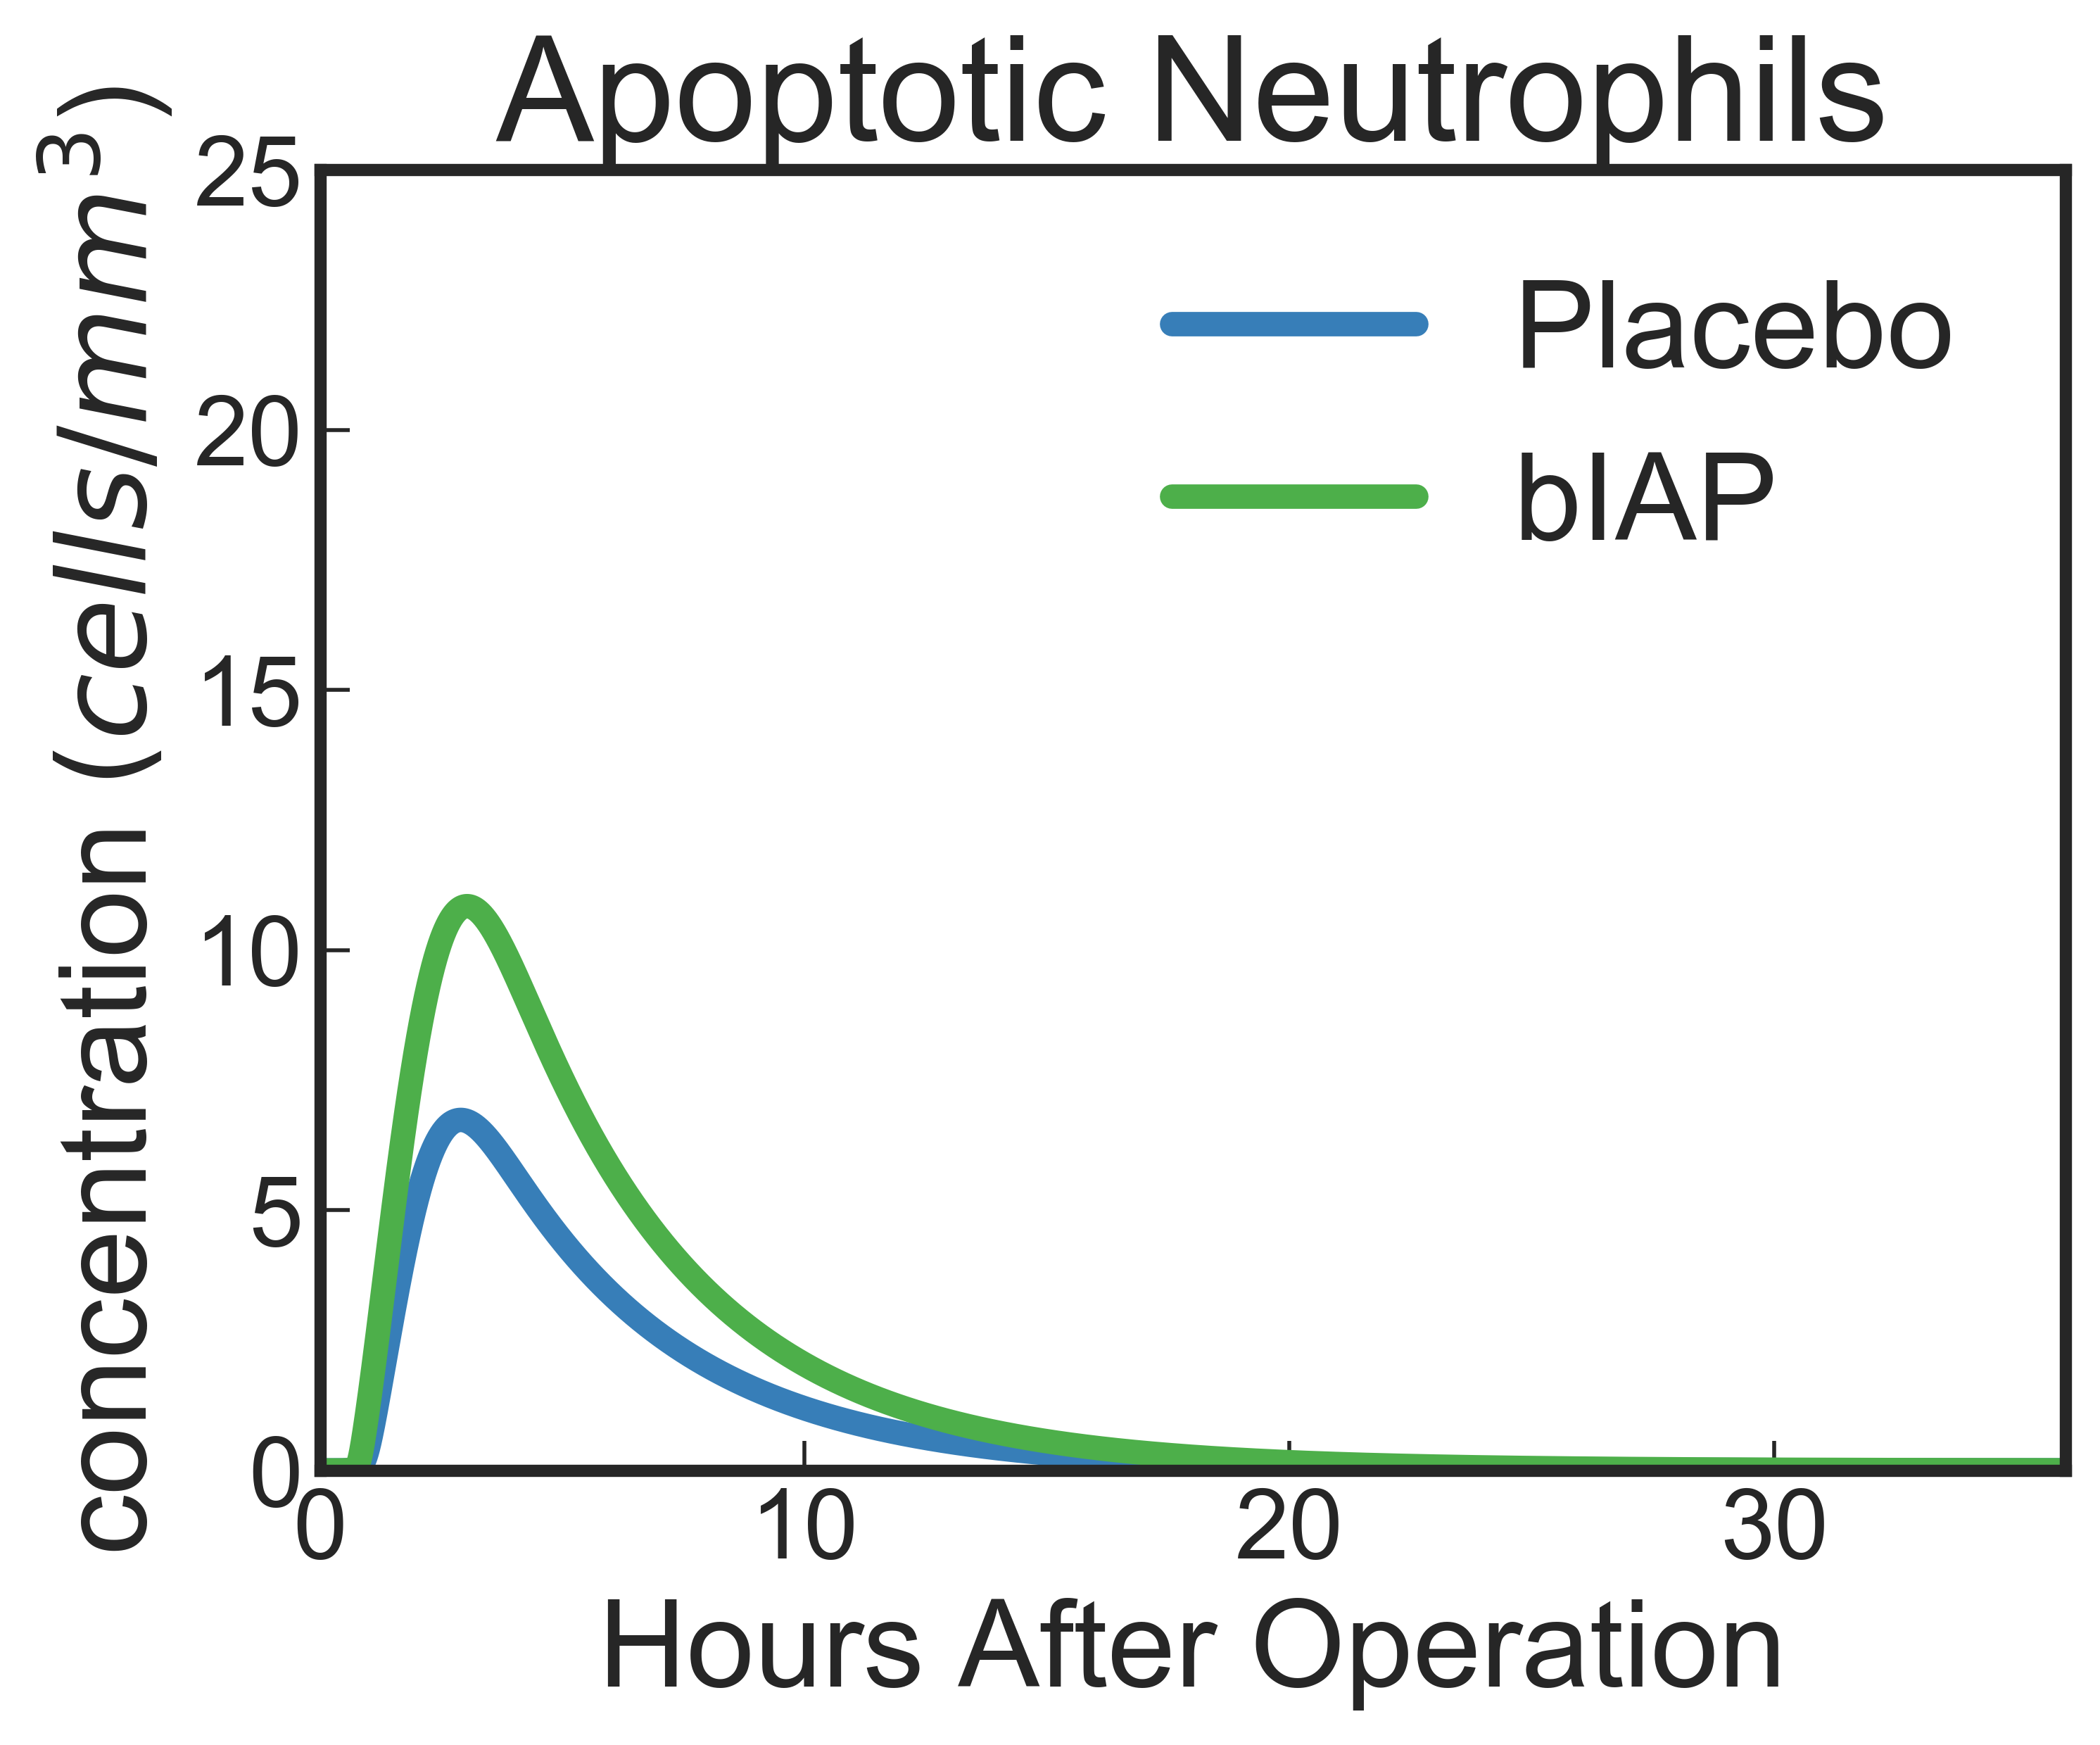 Apoptotic Neutrophils
concentration (cells/mm³)
25
20
15
10
5
0
Placebo
bIAP
0 10 20 30
Hours After Operation